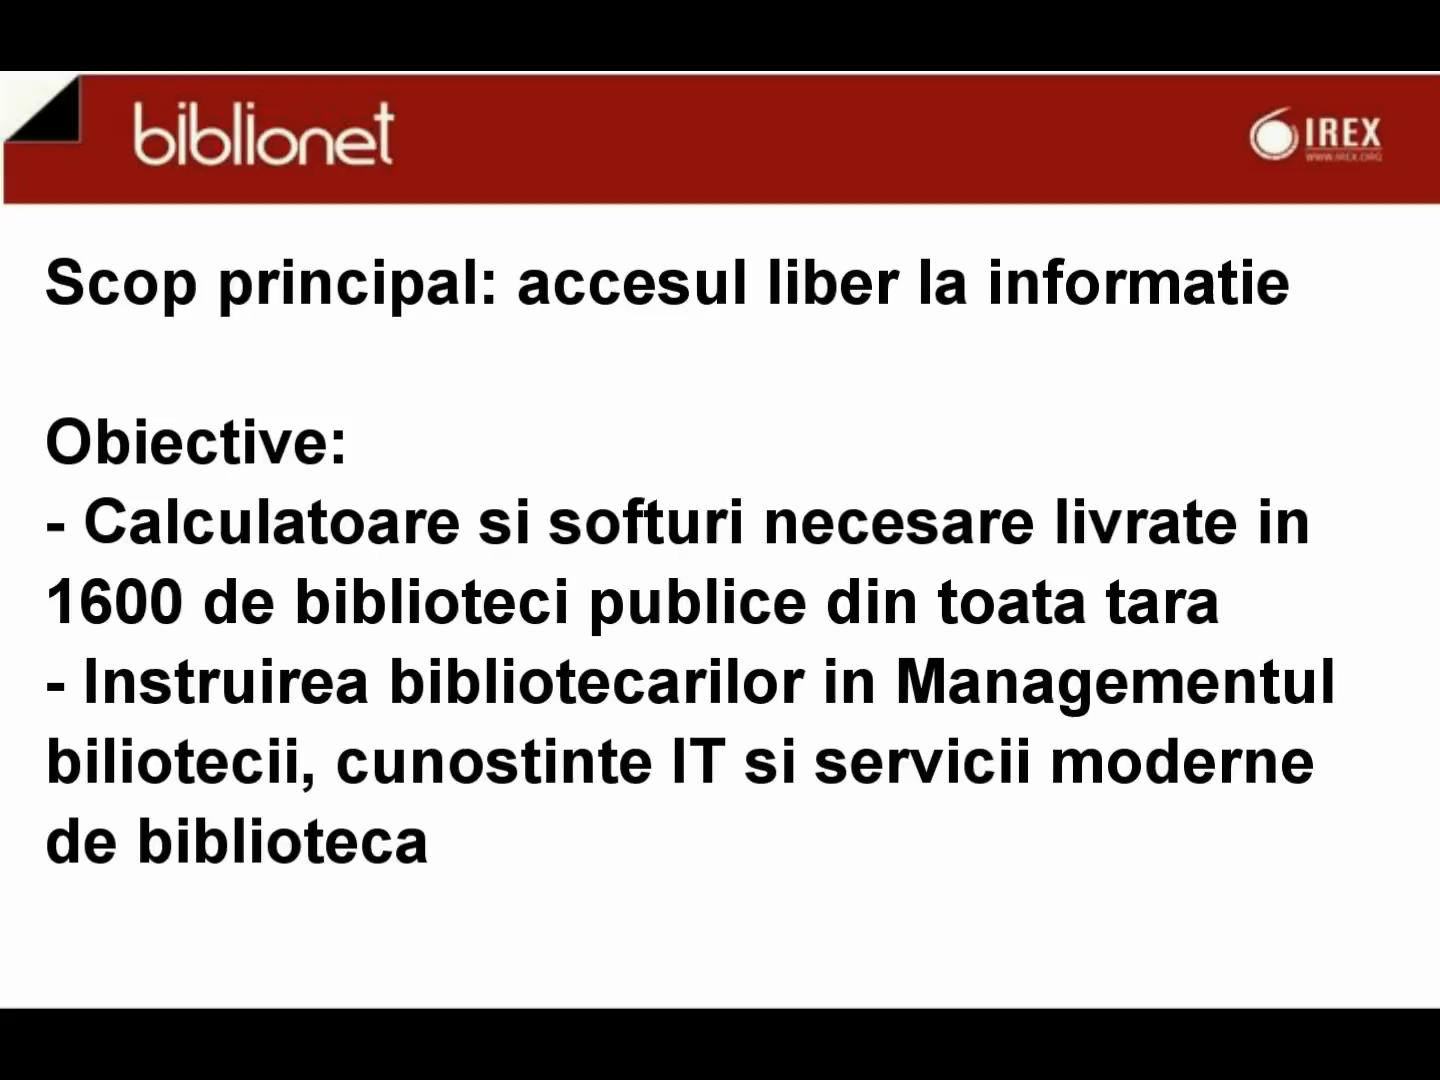 biblionet
IREX
WWW.IREX.ORG
Scop principal: accesul liber la informatie
Obiective:
- Calculatoare si softuri necesare livrate in
1600 de biblioteci publice din toata tara
- Instruirea bibliotecarilor in Managementul
biliotecii, cunostinte IT si servicii moderne
de biblioteca